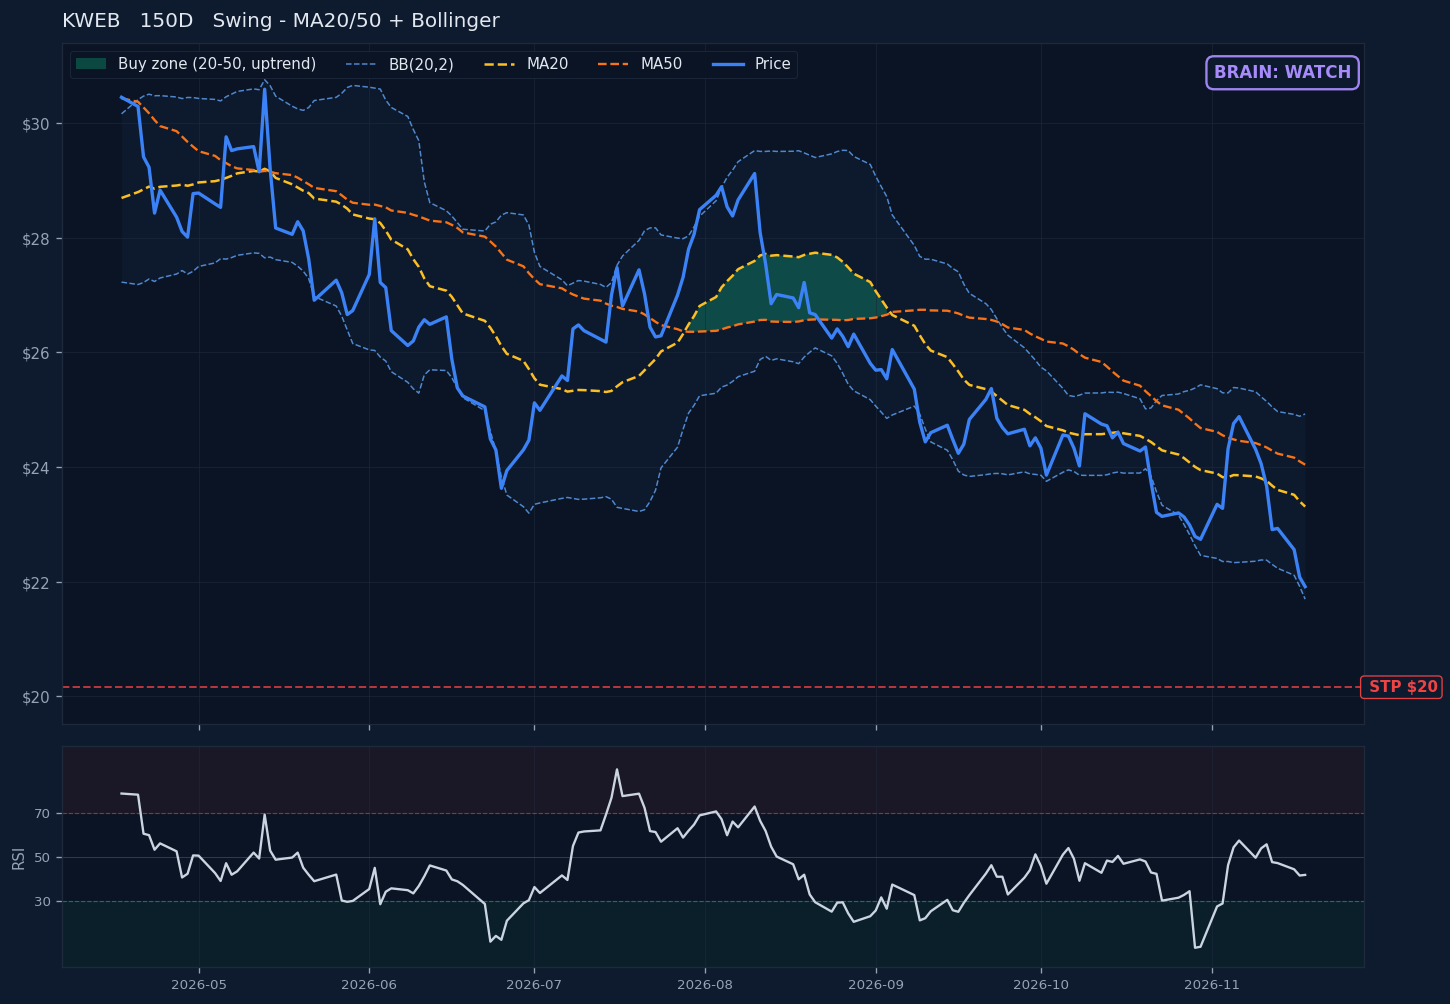 KWEB   150D   Swing - MA20/50 + Bollinger
Buy zone (20-50, uptrend)   BB(20,2)   MA20   MA50   Price
BRAIN: WATCH
$30
$28
$26
$24
$22
$20
STP $20
RSI
70
50
30
2026-05   2026-06   2026-07   2026-08   2026-09   2026-10   2026-11